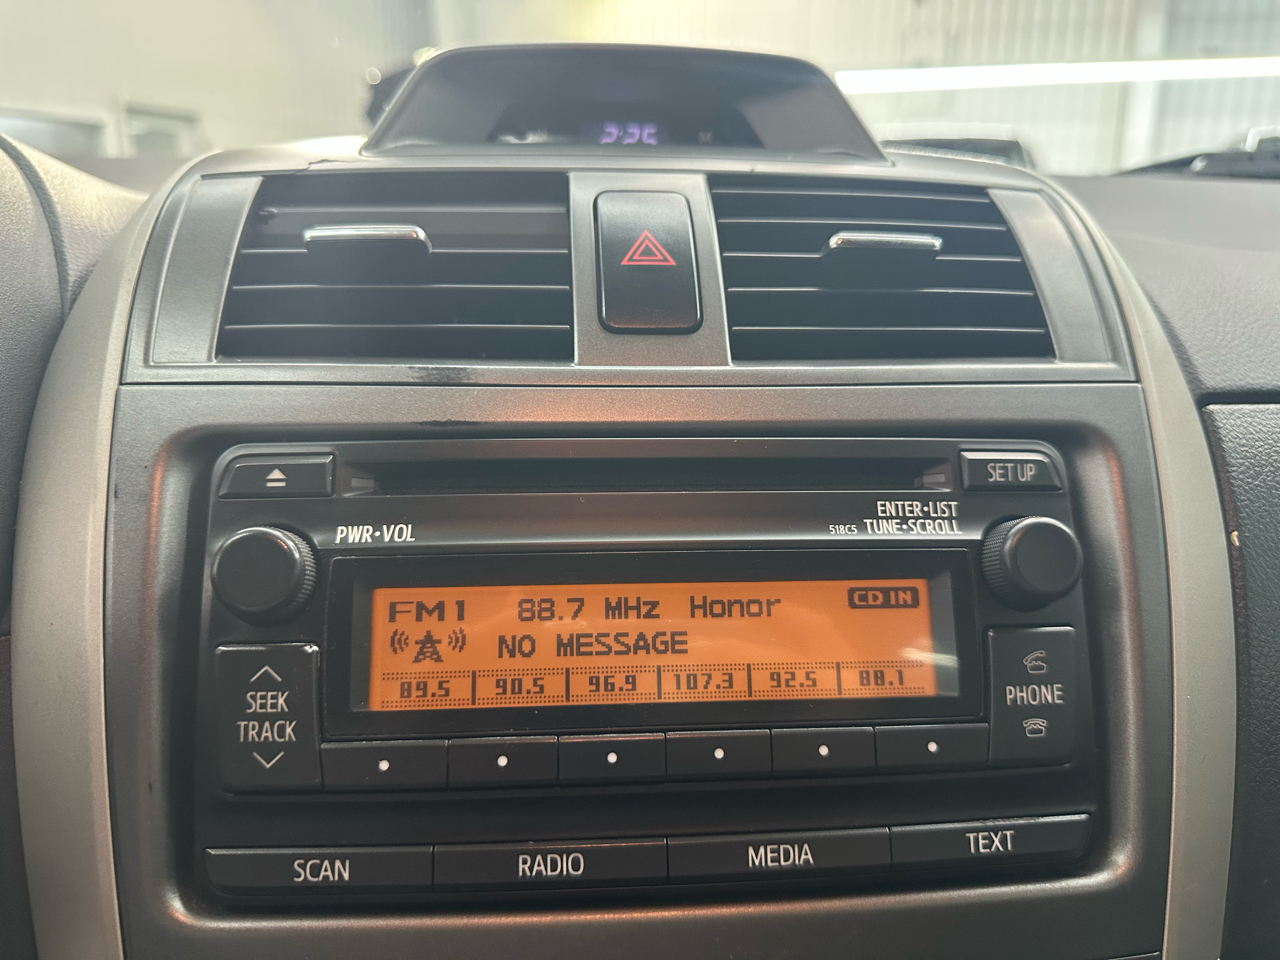 SET UP
PWR•VOL
ENTER•LIST
518C5 TUNE•SCROLL
FM1 88.7 MHz Honor CD IN
NO MESSAGE
89.5 90.5 96.9 107.3 92.5 88.1
SEEK
TRACK
PHONE
SCAN RADIO MEDIA TEXT